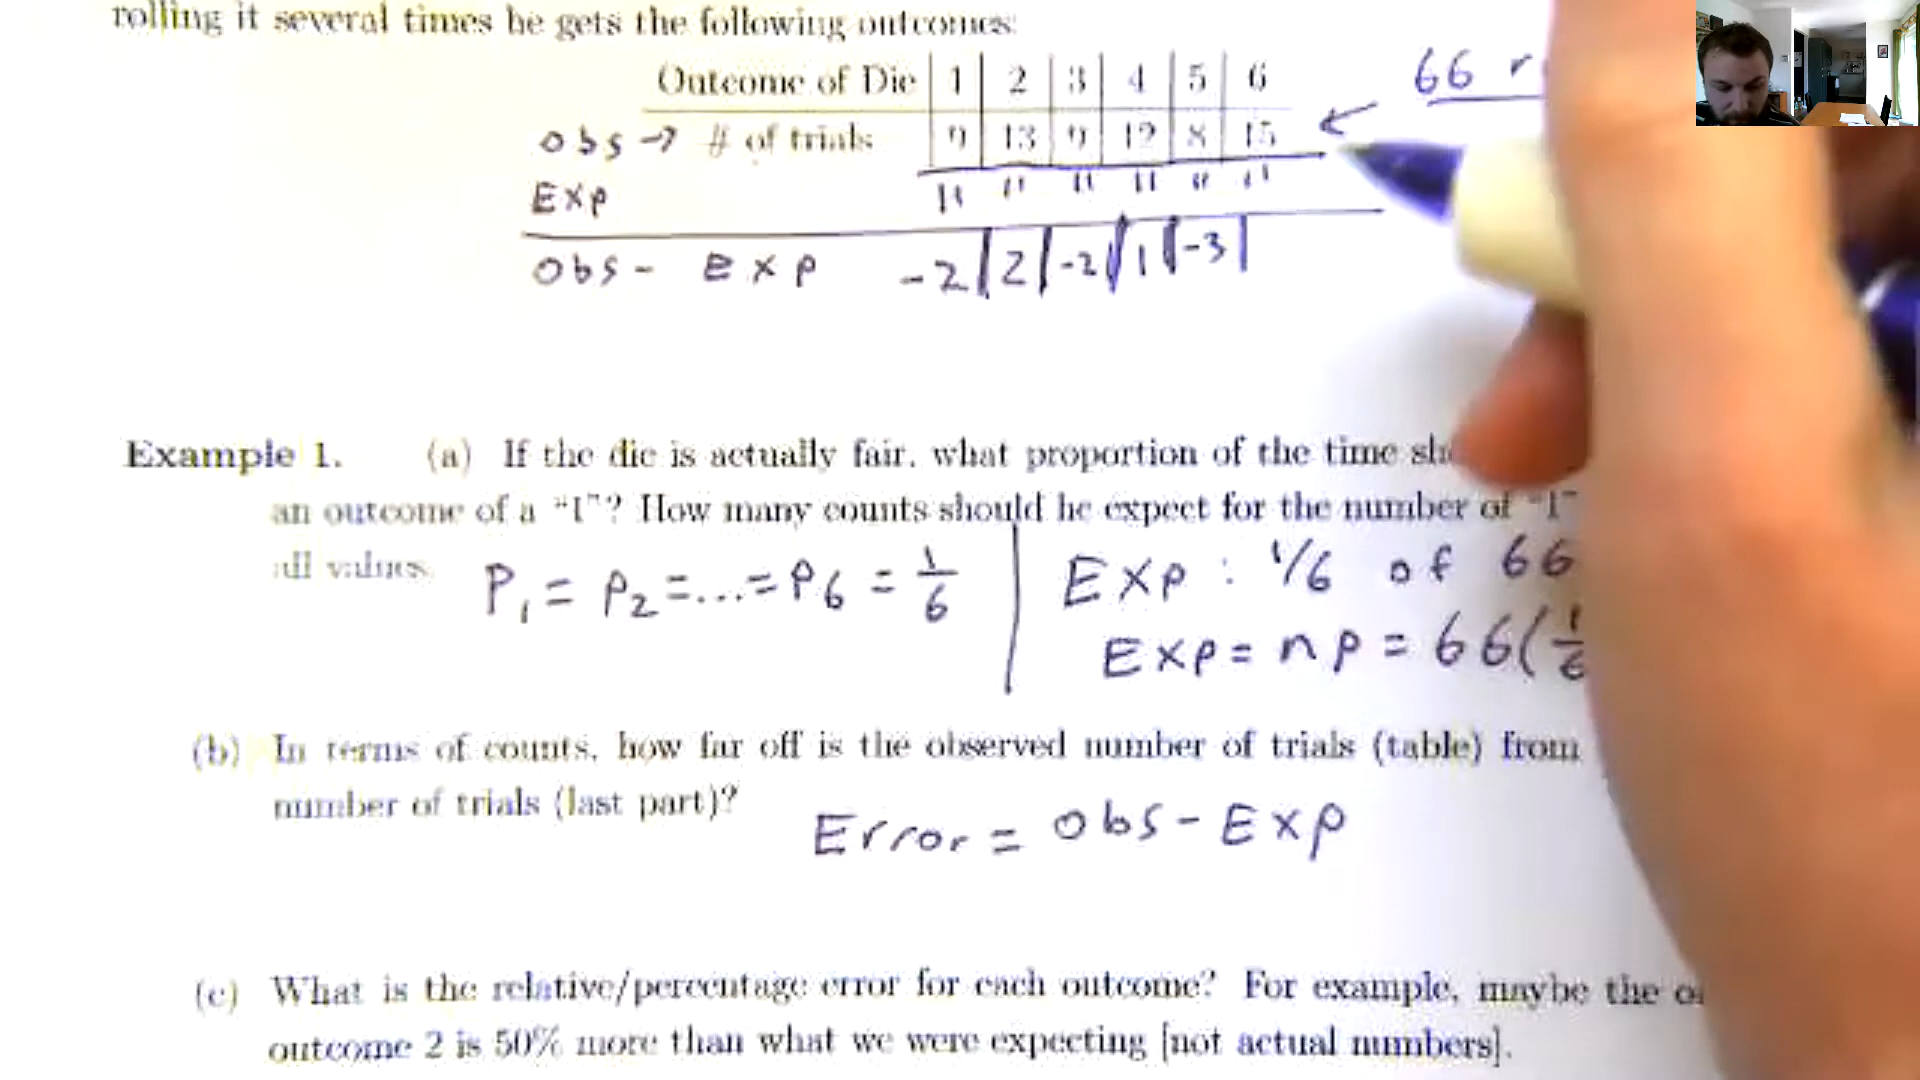 rolling it several times he gets the following outcomes:
66 r
Outcome of Die 1 2 3 4 5 6
obs → # of trials 9 13 9 12 8 15
Exp 11 11 11 11 11 11
obs - Exp -2 2 -2 1 -3
Example 1. (a) If the die is actually fair, what proportion of the time
an outcome of a "1"? How many counts should he expect for the number of "1"
all values.
P₁ = P₂ = ... = P₆ = 1/6
Exp : 1/6 of 66
Exp = np = 66(1/6
(b) In terms of counts, how far off is the observed number of trials (table) from
number of trials (last part)?
Error = obs - Exp
(c) What is the relative/percentage error for each outcome? For example, maybe the
outcome 2 is 50% more than what we were expecting [not actual numbers].